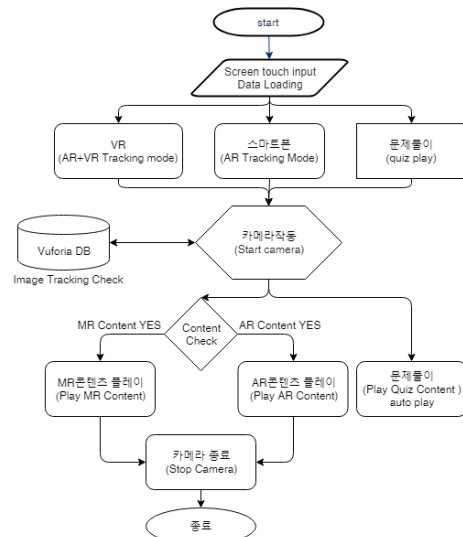 start
Screen touch input
Data Loading
VR
(AR+VR Tracking mode)
스마트폰
(AR Tracking Mode)
문제풀이
(quiz play)
카메라작동
(Start camera)
Vuforia DB
Image Tracking Check
MR Content YES
Content
Check
AR Content YES
MR콘텐츠 플레이
(Play MR Content)
AR콘텐츠 플레이
(Play AR Content)
문제풀이
(Play Quiz Content )
auto play
카메라 종료
(Stop Camera)
종료